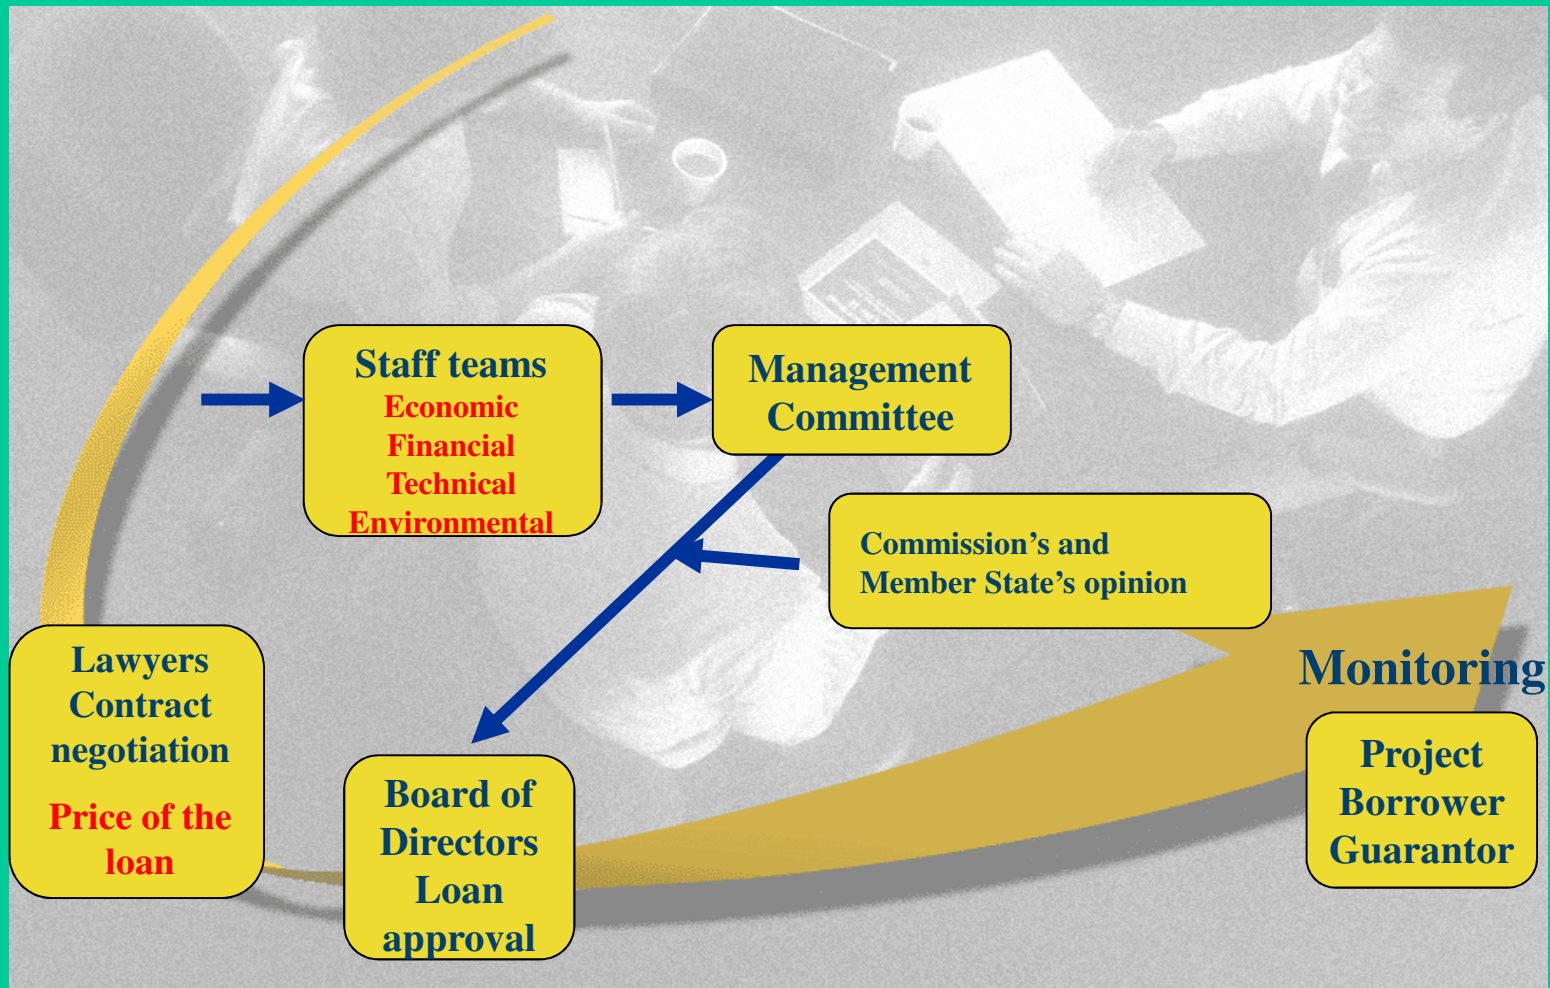 Staff teams
Economic
Financial
Technical
Environmental
Management
Committee
Commission’s and
Member State’s opinion
Lawyers
Contract
negotiation
Price of the
loan
Board of
Directors
Loan
approval
Monitoring
Project
Borrower
Guarantor